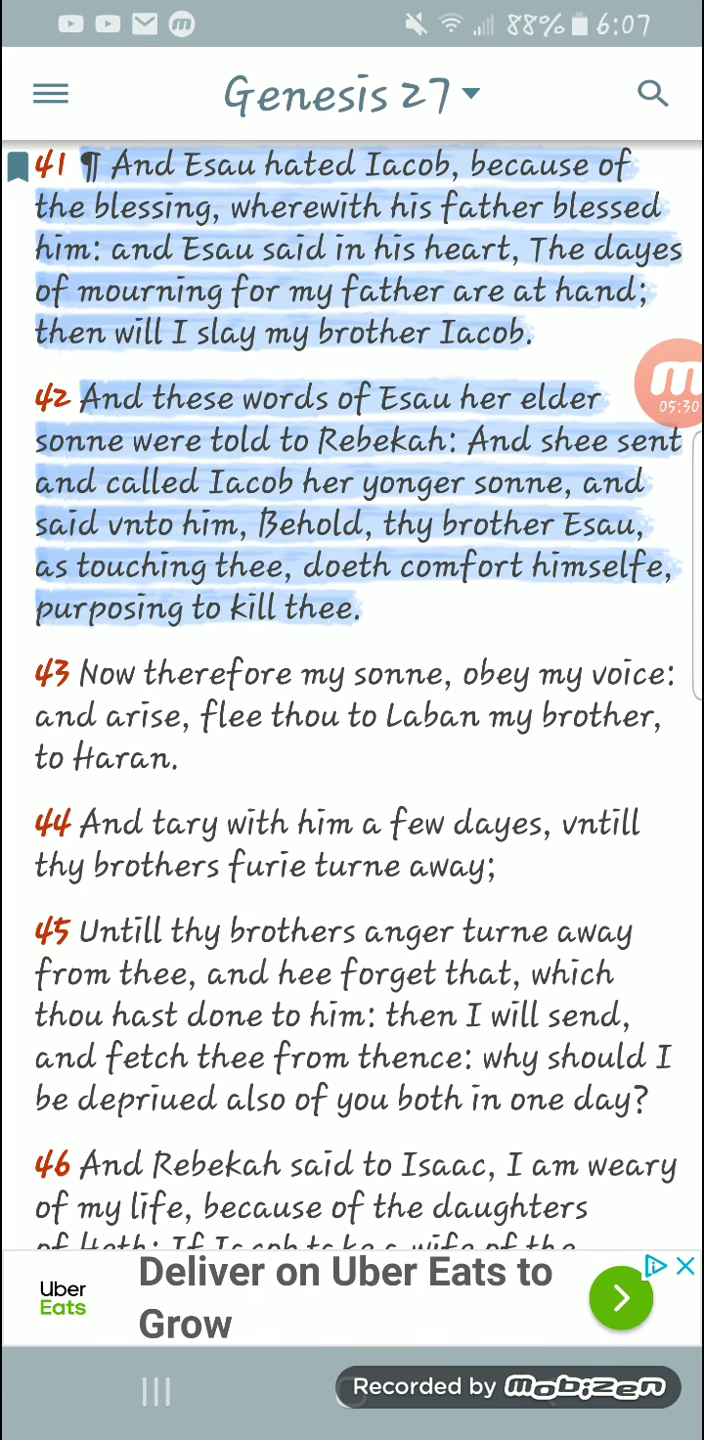 88% 6:07
Genesis 27
41 ¶ And Esau hated Iacob, because of
the blessing, wherewith his father blessed
him: and Esau said in his heart, The dayes
of mourning for my father are at hand;
then will I slay my brother Iacob.
05:30
42 And these words of Esau her elder
sonne were told to Rebekah: And shee sent
and called Iacob her yonger sonne, and
said vnto him, Behold, thy brother Esau,
as touching thee, doeth comfort himselfe,
purposing to kill thee.
43 Now therefore my sonne, obey my voice:
and arise, flee thou to Laban my brother,
to Haran.
44 And tary with him a few dayes, vntill
thy brothers furie turne away;
45 Untill thy brothers anger turne away
from thee, and hee forget that, which
thou hast done to him: then I will send,
and fetch thee from thence: why should I
be depriued also of you both in one day?
46 And Rebekah said to Isaac, I am weary
of my life, because of the daughters
of Heth: If Iacob take a wife of the
Uber
Eats
Deliver on Uber Eats to
Grow
Recorded by mobizen